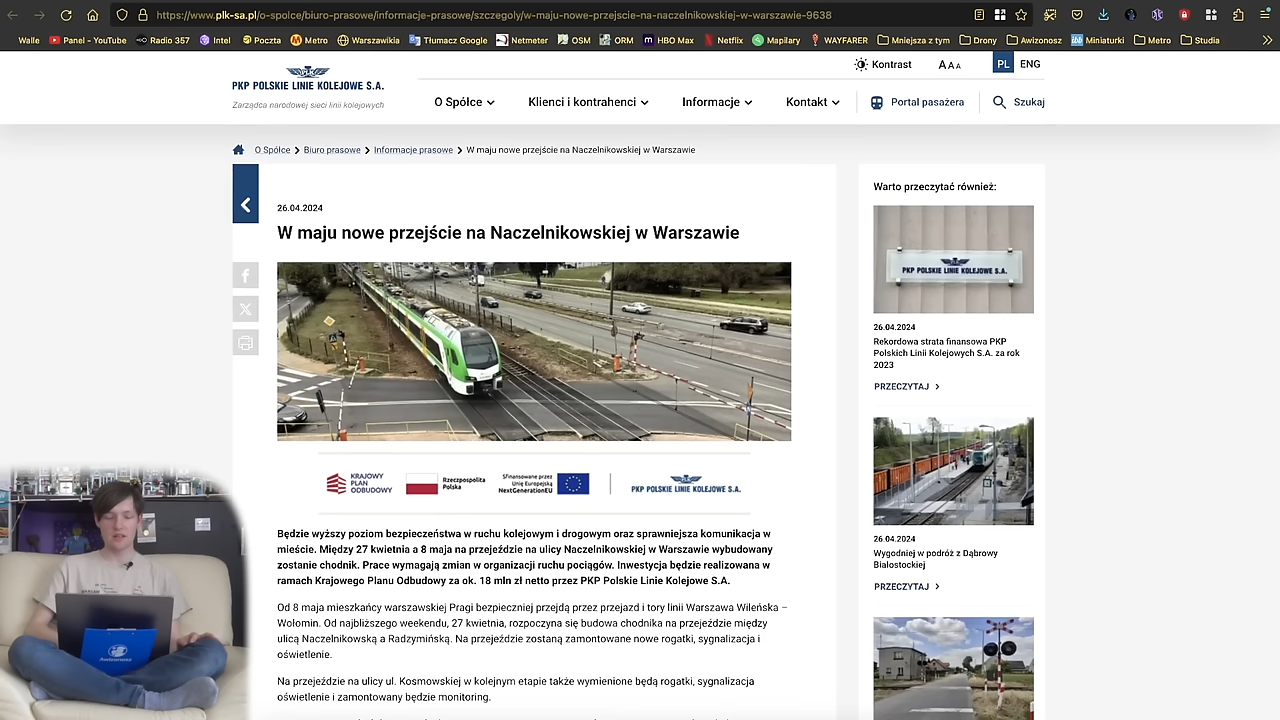 https://www.plk-sa.pl/o-spolce/biuro-prasowe/informacje-prasowe/szczegoly/w-maju-nowe-przejscie-na-naczelnikowskiej-w-warszawie-9638
Walle Panel - YouTube Radio 357 Intel Poczta Metro Warszawikia Tłumacz Google Netmeter OSM ORM HBO Max Netflix Mapilary WAYFARER Mniejsza z tym Drony Awizonosz Miniaturki Metro Studia
Kontrast A A A PL ENG
PKP POLSKIE LINIE KOLEJOWE S.A.
Zarządca narodowej sieci linii kolejowych
O Spółce Klienci i kontrahenci Informacje Kontakt Portal pasażera Szukaj
O Spółce Biuro prasowe Informacje prasowe W maju nowe przejście na Naczelnikowskiej w Warszawie
26.04.2024
W maju nowe przejście na Naczelnikowskiej w Warszawie
KRAJOWY
PLAN
ODBUDOWY
Rzeczpospolita
Polska
Sfinansowane przez
Unię Europejską
NextGenerationEU
PKP POLSKIE LINIE KOLEJOWE S.A.
Będzie wyższy poziom bezpieczeństwa w ruchu kolejowym i drogowym oraz sprawniejsza komunikacja w
mieście. Między 27 kwietnia a 8 maja na przejeździe na ulicy Naczelnikowskiej w Warszawie wybudowany
zostanie chodnik. Prace wymagają zmian w organizacji ruchu pociągów. Inwestycja będzie realizowana w
ramach Krajowego Planu Odbudowy za ok. 18 mln zł netto przez PKP Polskie Linie Kolejowe S.A.
Od 8 maja mieszkańcy warszawskiej Pragi bezpieczniej przejdą przez przejazd i tory linii Warszawa Wileńska –
Wołomin. Od najbliższego weekendu, 27 kwietnia, rozpoczyna się budowa chodnika na przejeździe między
ulicą Naczelnikowską a Radzymińską. Na przejeździe zostaną zamontowane nowe rogatki, sygnalizacja i
oświetlenie.
Na przejeździe na ulicy ul. Kosmowskiej w kolejnym etapie także wymienione będą rogatki, sygnalizacja
oświetlenie i zamontowany będzie monitoring.
Warto przeczytać również:
PKP POLSKIE LINIE KOLEJOWE S.A.
26.04.2024
Rekordowa strata finansowa PKP
Polskich Linii Kolejowych S.A. za rok
2023
PRZECZYTAJ
26.04.2024
Wygodniej w podróż z Dąbrowy
Białostockiej
PRZECZYTAJ
Awizonosz